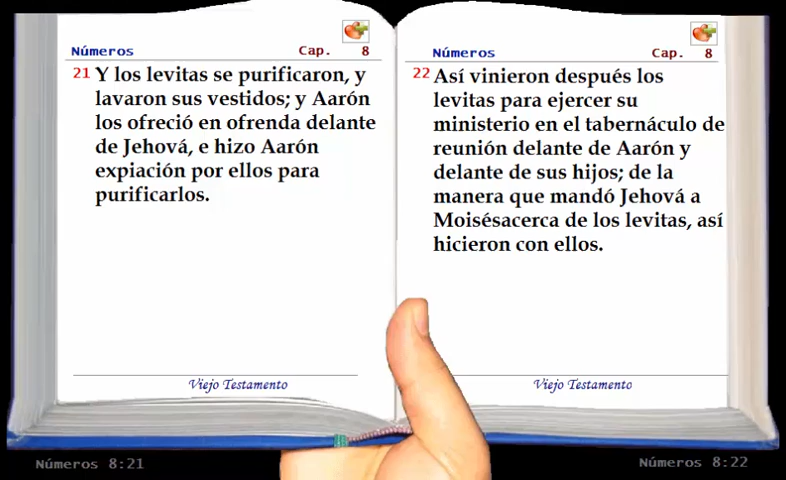 Números Cap. 8
21 Y los levitas se purificaron, y
lavaron sus vestidos; y Aarón
los ofreció en ofrenda delante
de Jehová, e hizo Aarón
expiación por ellos para
purificarlos.
Viejo Testamento
Números 8:21
Números Cap. 8
22 Así vinieron después los
levitas para ejercer su
ministerio en el tabernáculo de
reunión delante de Aarón y
delante de sus hijos; de la
manera que mandó Jehová a
Moisésacerca de los levitas, así
hicieron con ellos.
Viejo Testamento
Números 8:22